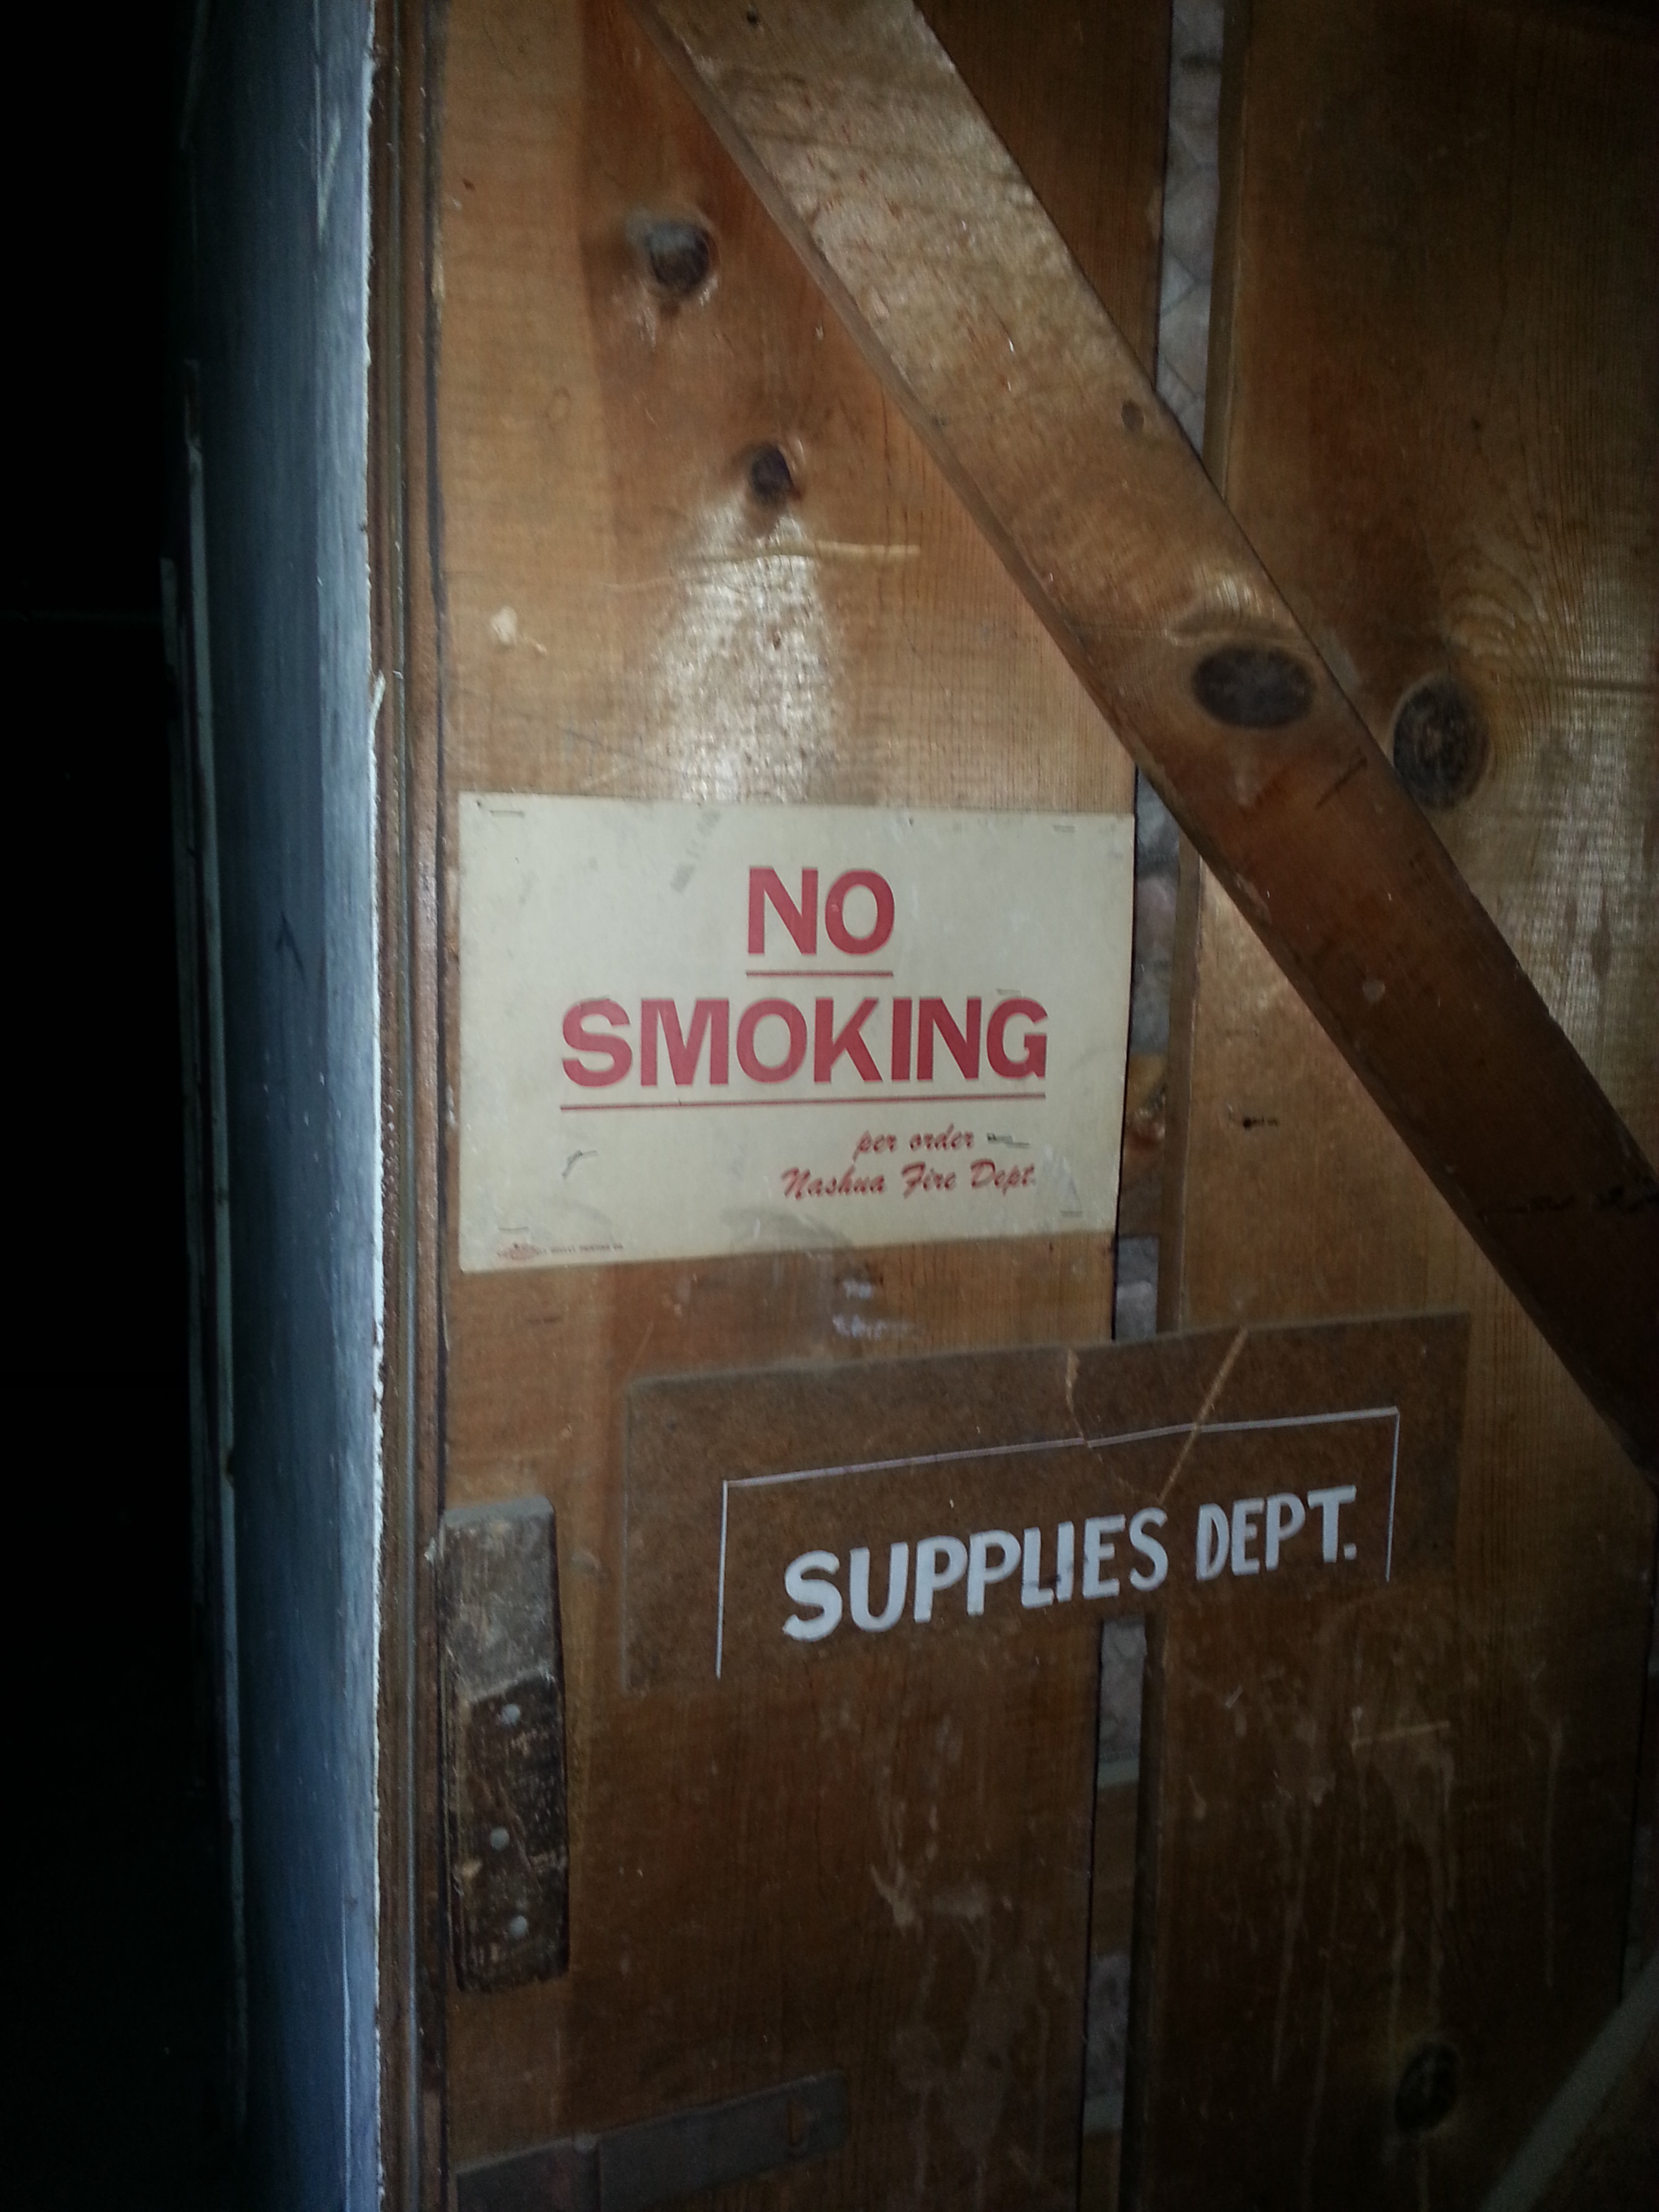 NO
SMOKING
per order
Nashua Fire Dept.
SUPPLIES DEPT.